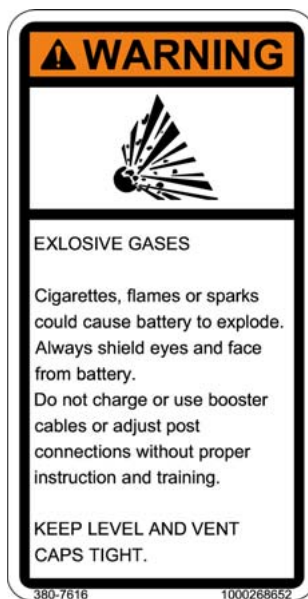 WARNING
EXLOSIVE GASES
Cigarettes, flames or sparks
could cause battery to explode.
Always shield eyes and face
from battery.
Do not charge or use booster
cables or adjust post
connections without proper
instruction and training.
KEEP LEVEL AND VENT
CAPS TIGHT.
380-7616 1000268652